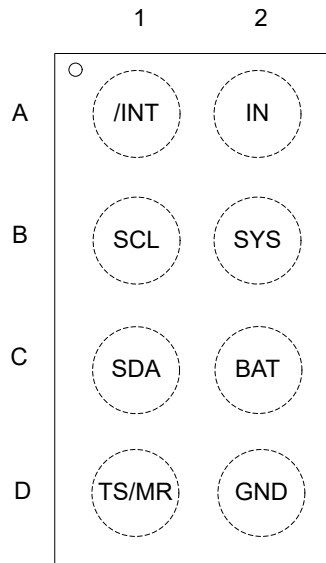 1 2
A /INT IN
B SCL SYS
C SDA BAT
D TS/MR GND